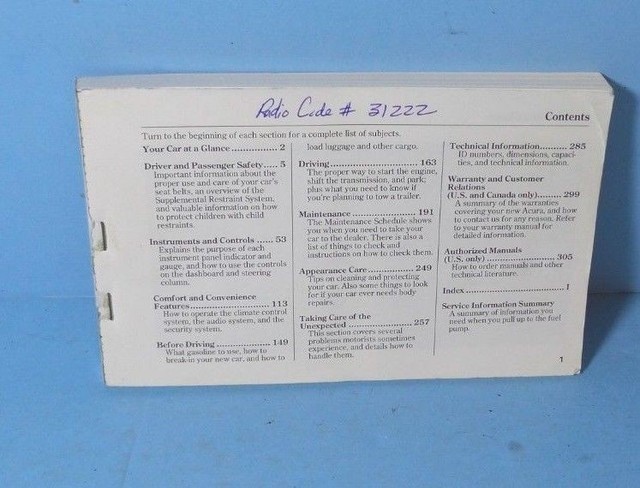 Radio Code # 31222
Contents
Turn to the beginning of each section for a complete list of subjects.
Your Car at a Glance .............. 2
Driver and Passenger Safety ..... 5
Important information about the
proper use and care of your car's
seat belts, an overview of the
Supplemental Restraint System,
and valuable information on how
to protect children with child
restraints.
Instruments and Controls ..... 53
Explains the purpose of each
instrument panel indicator and
gauge, and how to use the controls
on the dashboard and steering
column.
Comfort and Convenience
Features ........................ 113
How to operate the climate control
system, the audio system, and the
security system.
Before Driving ................ 149
What gasoline to use, how to
break-in your new car, and how to
load luggage and other cargo.
Driving ........................... 163
The proper way to start the engine,
shift the transmission, and park;
plus what you need to know if
you're planning to tow a trailer.
Maintenance .................... 191
The Maintenance Schedule shows
you when you need to take your
car to the dealer. There is also a
list of things to check and
instructions on how to check them.
Appearance Care .............. 249
Tips on cleaning and protecting
your car. Also some things to look
for if your car ever needs body
repairs.
Taking Care of the
Unexpected ..................... 257
This section covers several
problems motorists sometimes
experience, and details how to
handle them.
Technical Information .......... 285
ID numbers, dimensions, capaci-
ties, and technical information.
Warranty and Customer
Relations
(U.S. and Canada only) ........ 299
A summary of the warranties
covering your new Acura, and how
to contact us for any reason. Refer
to your warranty manual for
detailed information.
Authorized Manuals
(U.S. only) ...................... 305
How to order manuals and other
technical literature.
Index ................................ I
Service Information Summary
A summary of information you
need when you pull up to the fuel
pump.
1